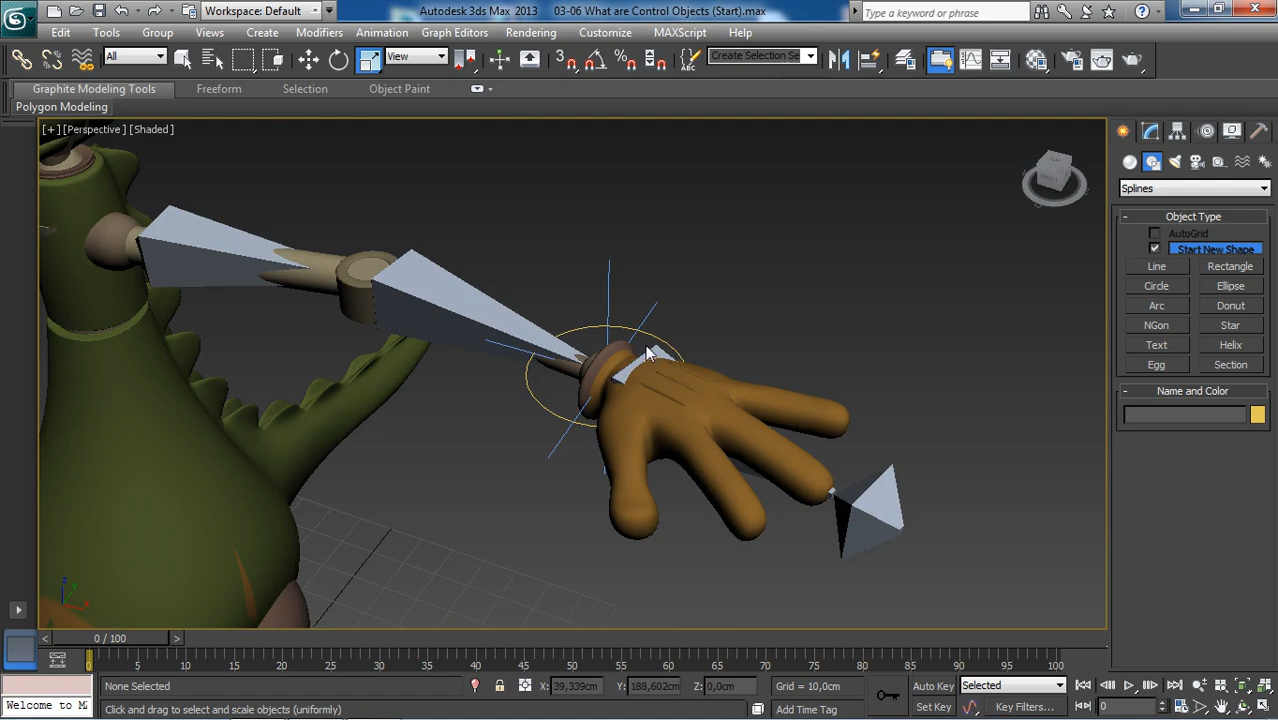 Workspace: Default
Autodesk 3ds Max 2013
03-06 What are Control Objects (Start).max
Type a keyword or phrase
Edit
Tools
Group
Views
Create
Modifiers
Animation
Graph Editors
Rendering
Customize
MAXScript
Help
All
View
Create Selection Se
Graphite Modeling Tools
Freeform
Selection
Object Paint
Polygon Modeling
[+][Perspective][Shaded]
FRONT
Splines
Object Type
AutoGrid
Start New Shape
Line
Rectangle
Circle
Ellipse
Arc
Donut
NGon
Star
Text
Helix
Egg
Section
Name and Color
z
y
x
0 / 100
0 5 10 15 20 25 30 35 40 45 50 55 60 65 70 75 80 85 90 95 100
None Selected
X: 39,339cm
Y: 188,602cm
Z: 0,0cm
Grid = 10,0cm
Auto Key
Selected
Welcome to M
Click and drag to select and scale objects (uniformly)
Add Time Tag
Set Key
Key Filters...
0